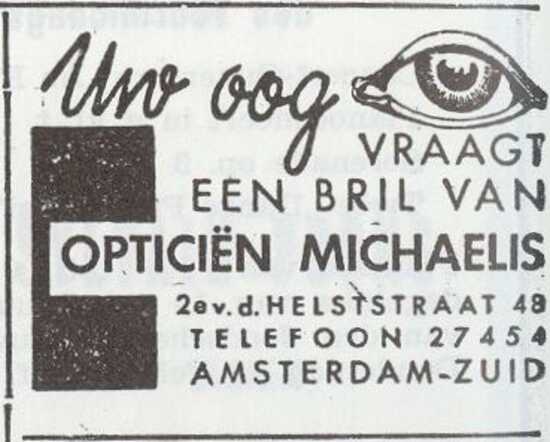 Uw oog
VRAAGT
EEN BRIL VAN
OPTICIËN MICHAELIS
2e v.d. HELSTSTRAAT 48
TELEFOON 27454
AMSTERDAM-ZUID